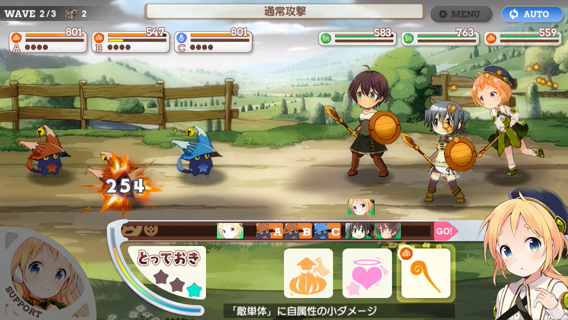 WAVE 2/3 2
通常攻撃
MENU
AUTO
801
547
801
583
763
559
A
B
C
254
A B C
GO!
とっておき
SUPPORT
「敵単体」に自属性の小ダメージ